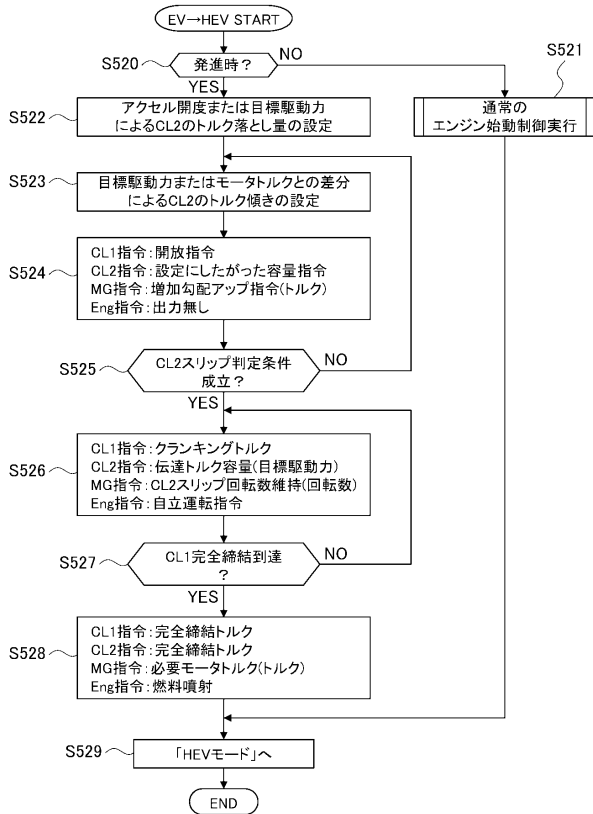 EV→HEV START
S520
発進時?
NO
YES
S521
通常の
エンジン始動制御実行
S522
アクセル開度または目標駆動力
によるCL2のトルク落とし量の設定
S523
目標駆動力またはモータトルクとの差分
によるCL2のトルク傾きの設定
S524
CL1指令:開放指令
CL2指令:設定にしたがった容量指令
MG指令:増加勾配アップ指令(トルク)
Eng指令:出力無し
S525
CL2スリップ判定条件
成立?
NO
YES
S526
CL1指令:クランキングトルク
CL2指令:伝達トルク容量(目標駆動力)
MG指令:CL2スリップ回転数維持(回転数)
Eng指令:自立運転指令
S527
CL1完全締結到達
?
NO
YES
S528
CL1指令:完全締結トルク
CL2指令:完全締結トルク
MG指令:必要モータトルク(トルク)
Eng指令:燃料噴射
S529
「HEVモード」へ
END